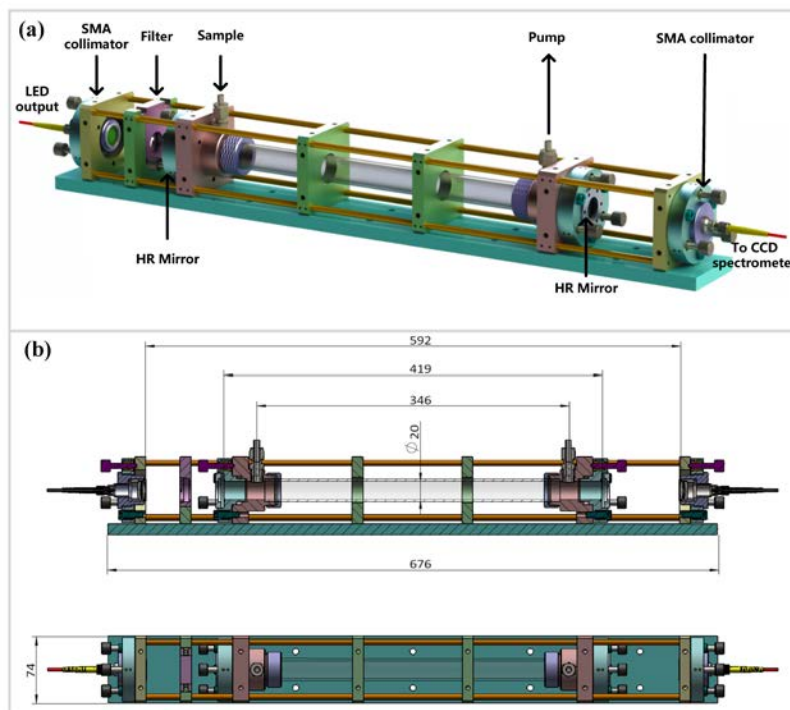 (a)
SMA
collimator
Filter
Sample
Pump
SMA collimator
LED
output
HR Mirror
HR Mirror
To CCD
spectromete
(b)
592
419
346
∅ 20
676
74